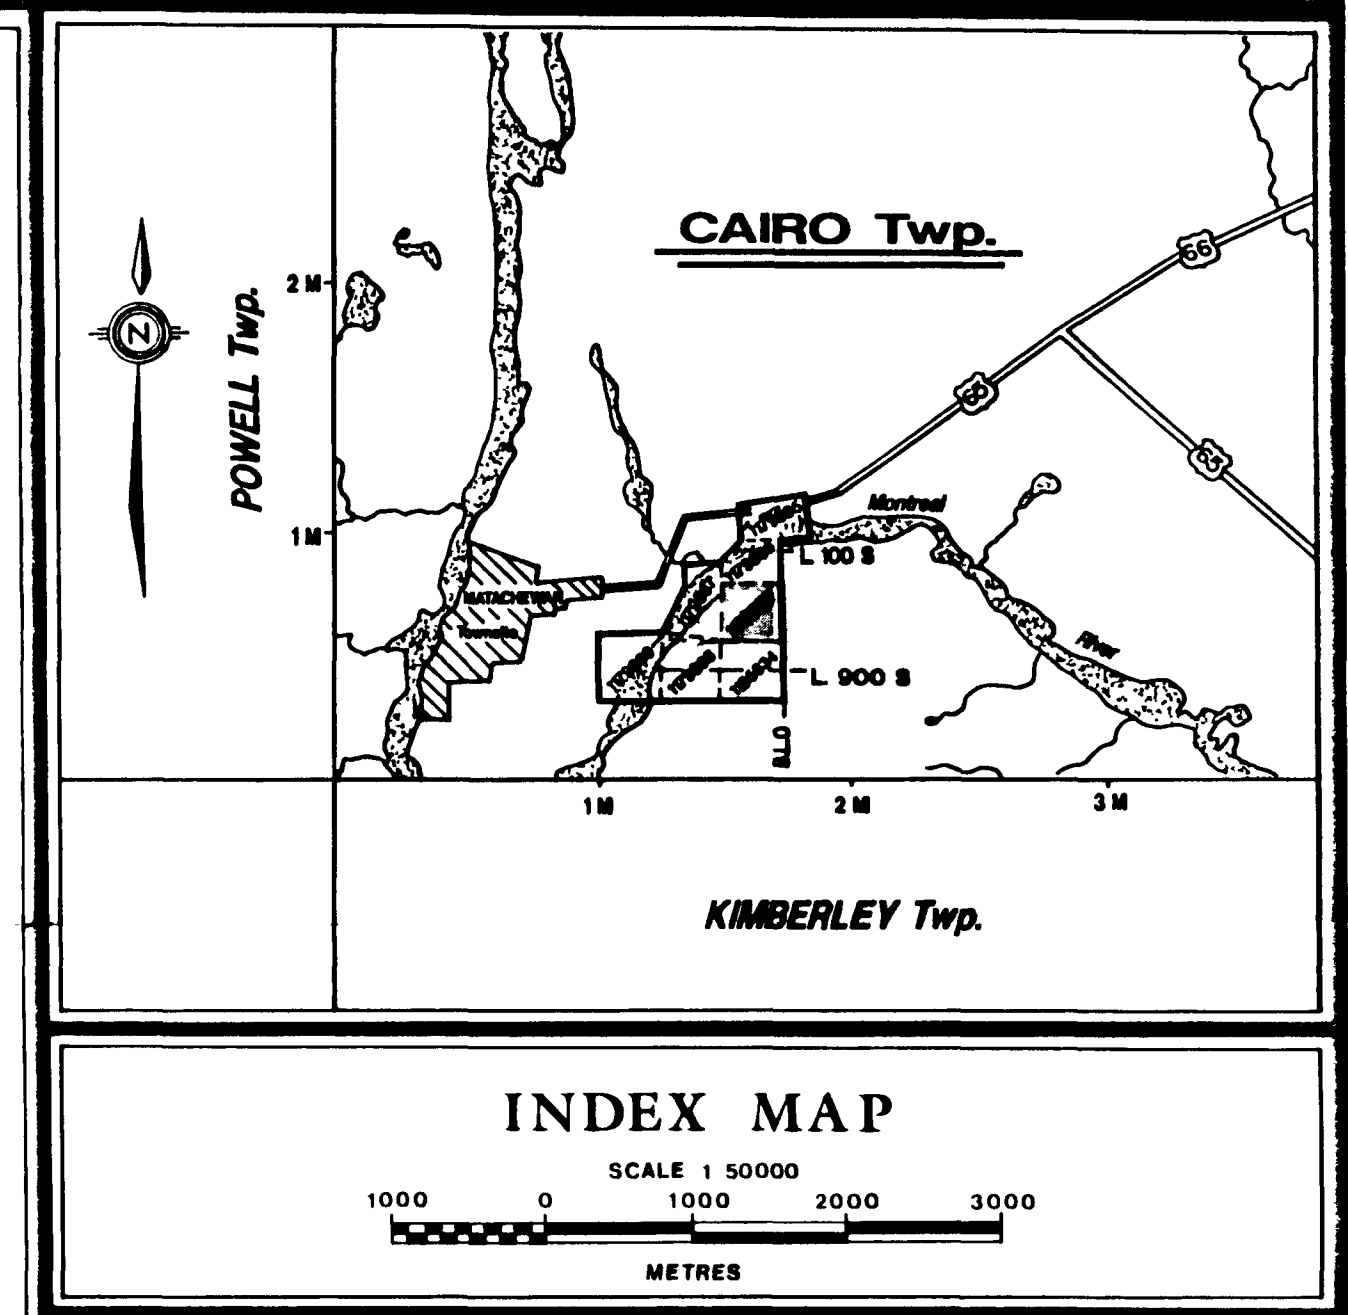 CAIRO Twp.
66
2 M
POWELL Twp.
N
65
1 M
Montreal
L 100 S
MATACHEWAN
Townsite
River
L 900 S
B.L.0
1 M
2 M
3 M
KIMBERLEY Twp.
INDEX MAP
SCALE 1 50000
1000 0 1000 2000 3000
METRES